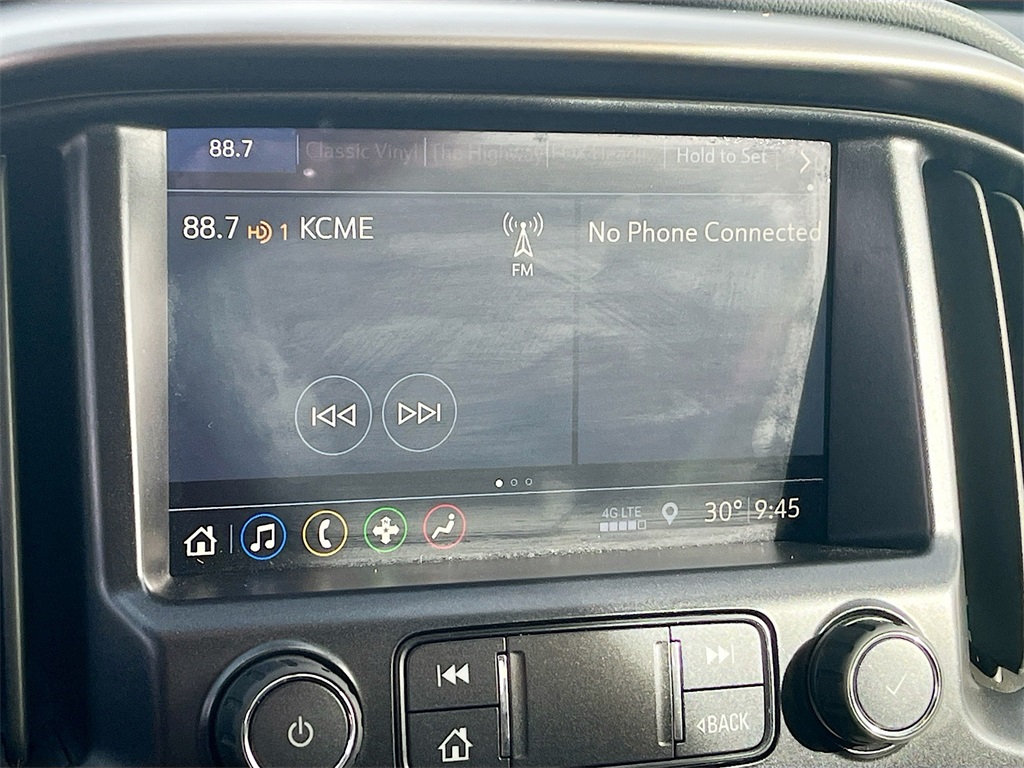 88.7 Classic Vinyl The Highway Hold to Set
88.7 HD 1 KCME
FM
No Phone Connected
4G LTE
30° 9:45
BACK